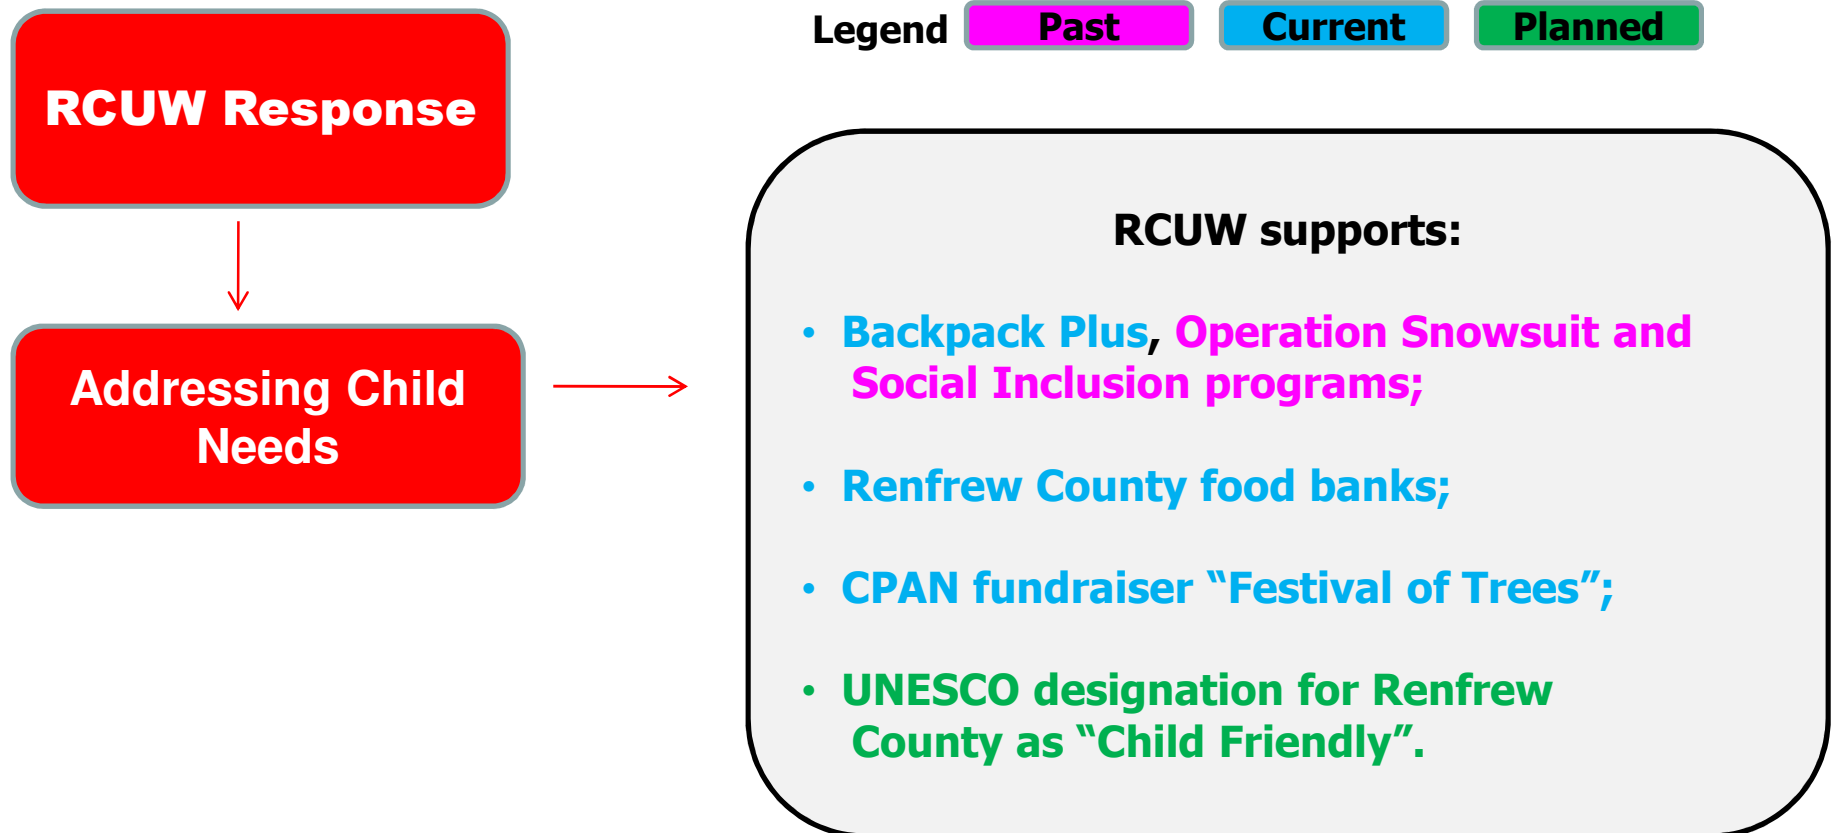 RCUW Response
Legend Past Current Planned
Addressing Child
Needs
RCUW supports:
• Backpack Plus, Operation Snowsuit and
Social Inclusion programs;
• Renfrew County food banks;
• CPAN fundraiser “Festival of Trees”;
• UNESCO designation for Renfrew
County as “Child Friendly”.